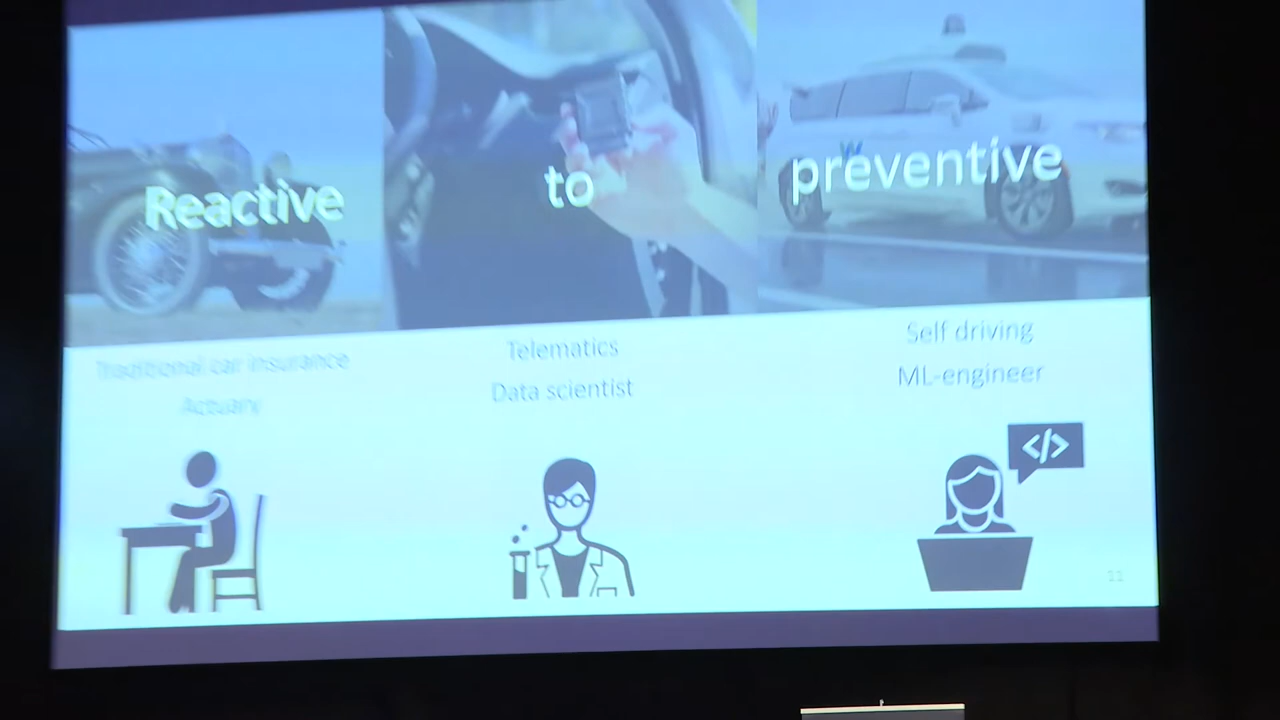 Reactive
to
preventive
Traditional car insurance
Actuary
Telematics
Data scientist
Self driving
ML-engineer
</>
W